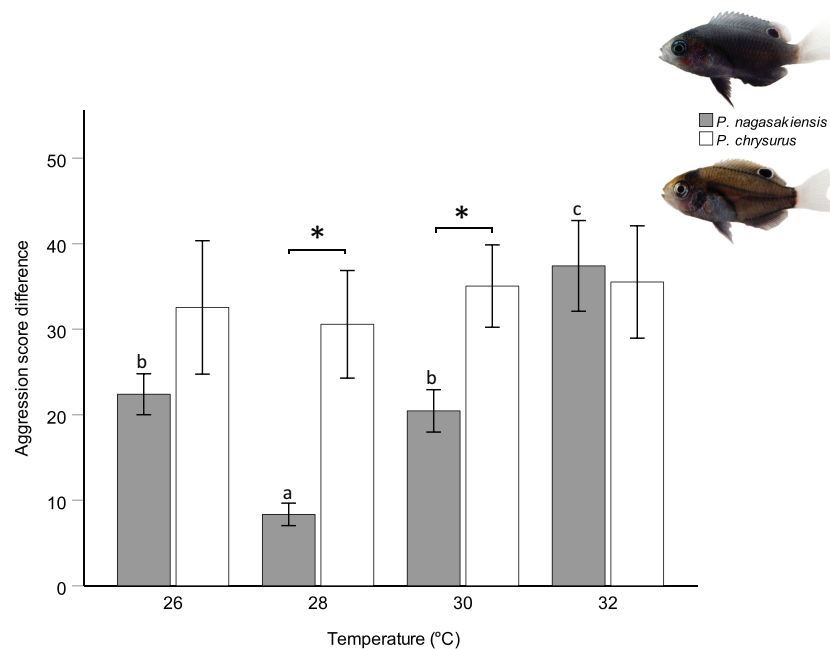 P. nagasakiensis
P. chrysurus
Aggression score difference
50
40
30
20
10
0
b
*
a
*
b
c
26
28
30
32
Temperature (°C)